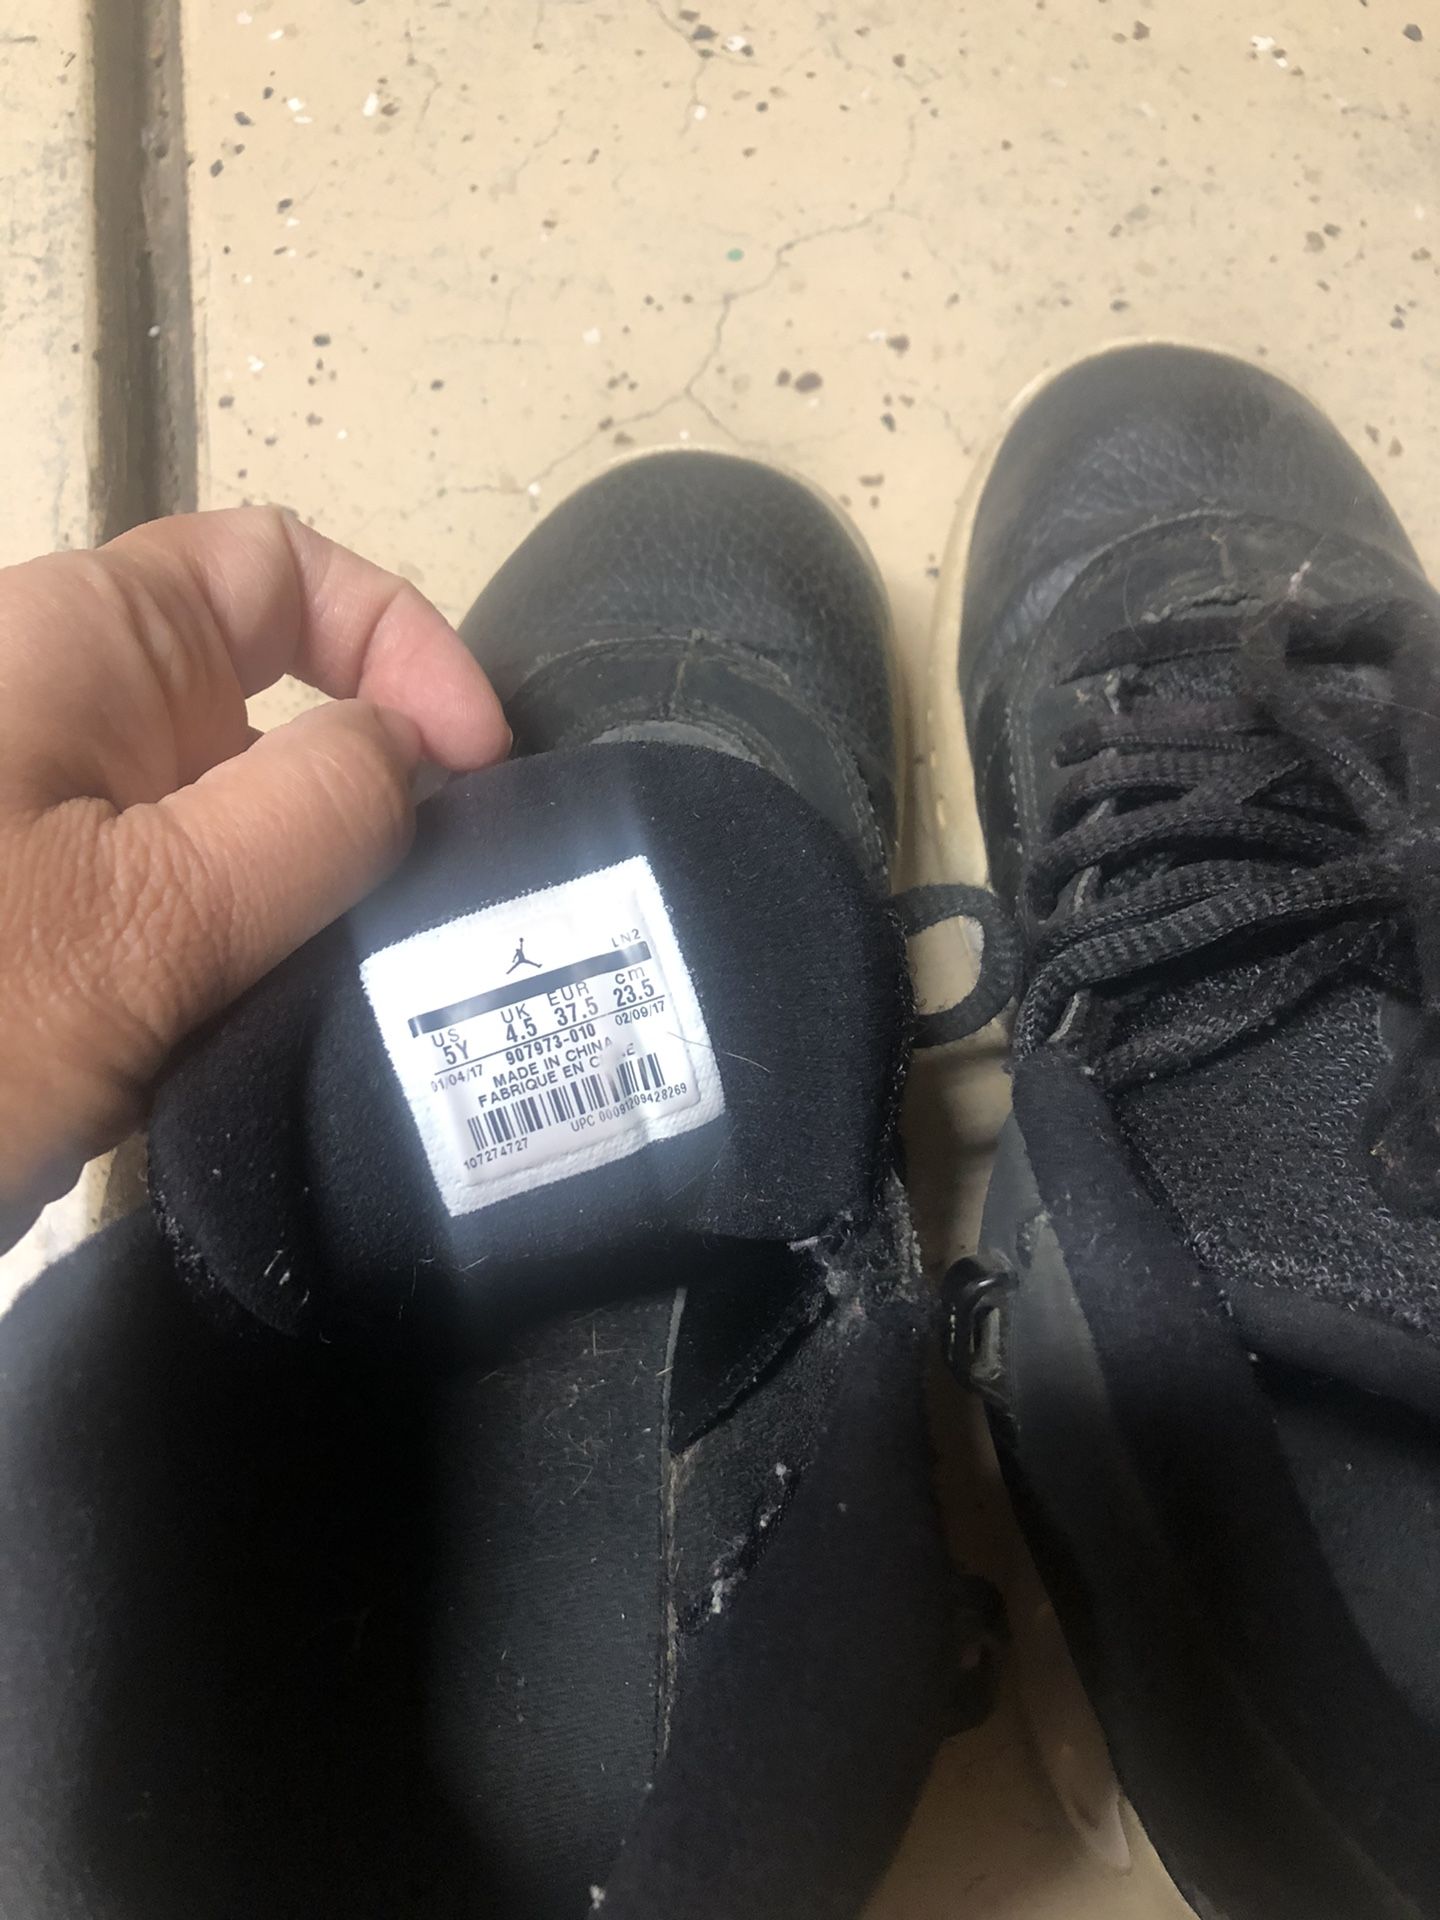 LN2
US UK EUR cm
5Y 4.5 37.5 23.5
01/04/17 907973-010 02/09/17
MADE IN CHINA
FABRIQUE EN
UPC 00091209428269
107274727